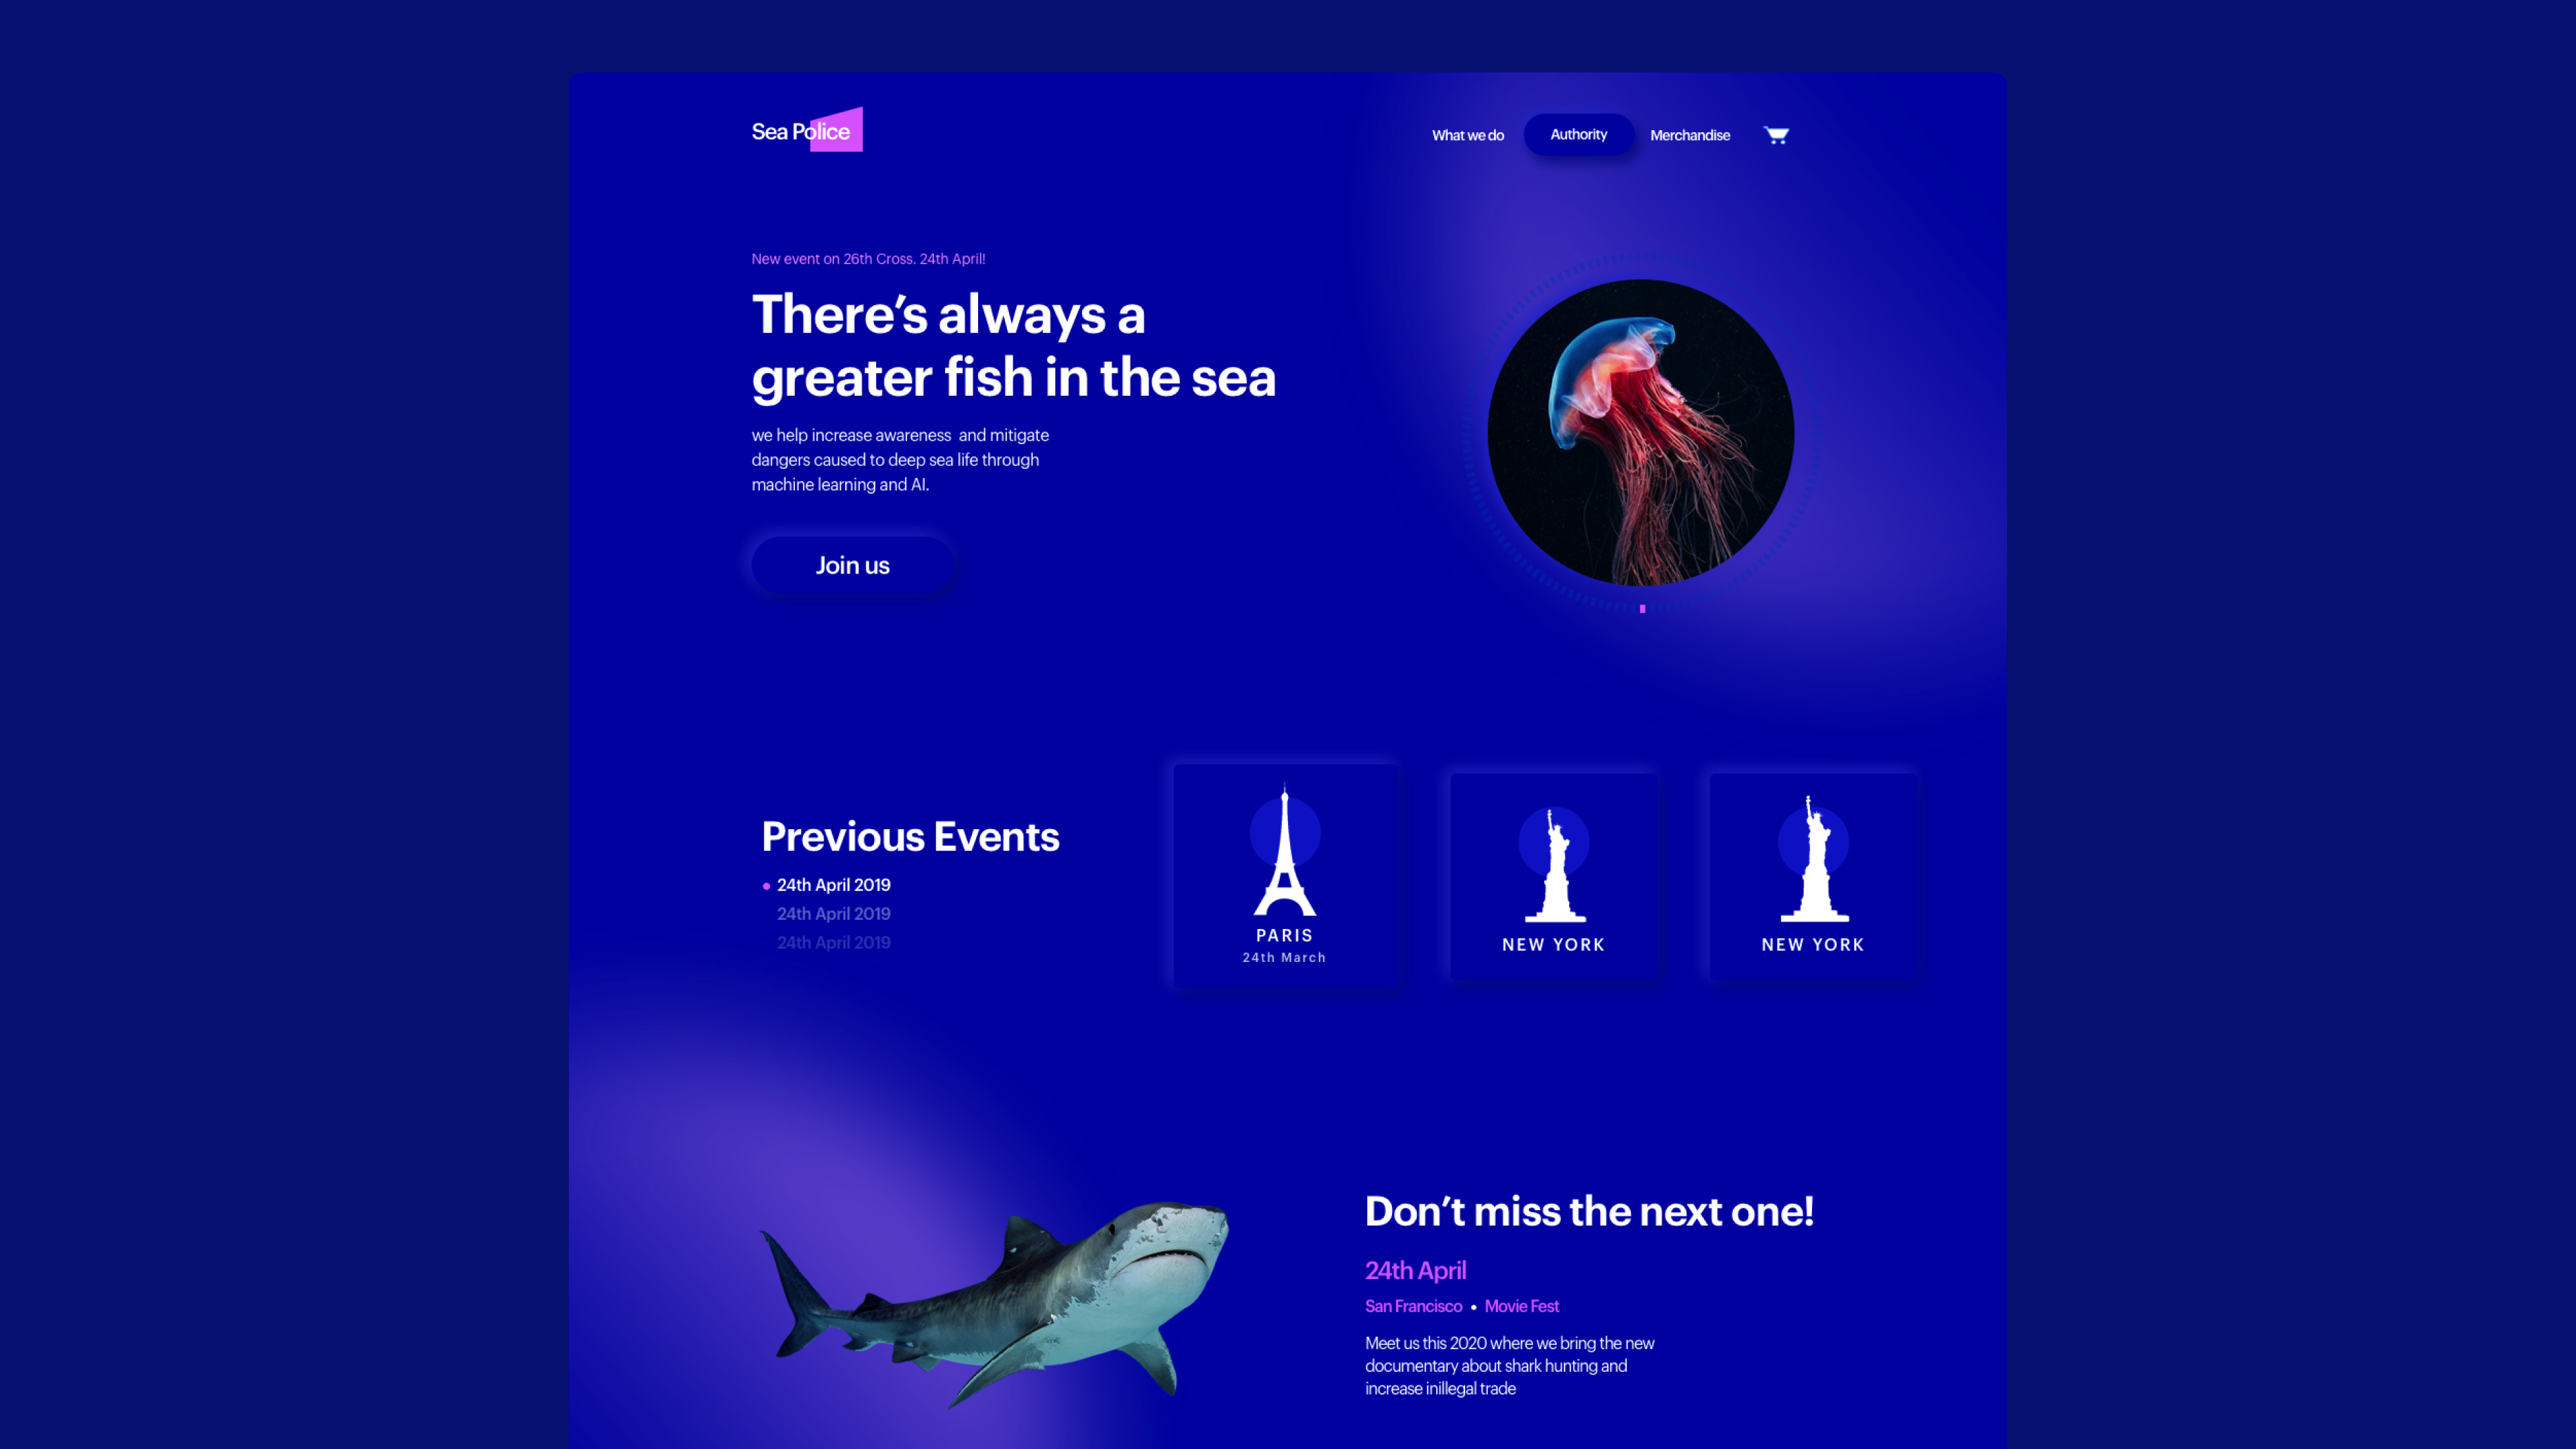 Sea Police
What we do
Authority
Merchandise
New event on 26th Cross. 24th April!
There’s always a
greater fish in the sea
we help increase awareness  and mitigate
dangers caused to deep sea life through
machine learning and AI.
Join us
Previous Events
24th April 2019
24th April 2019
24th April 2019
PARIS
24th March
NEW YORK
NEW YORK
Don’t miss the next one!
24th April
San Francisco • Movie Fest
Meet us this 2020 where we bring the new
documentary about shark hunting and
increase inillegal trade